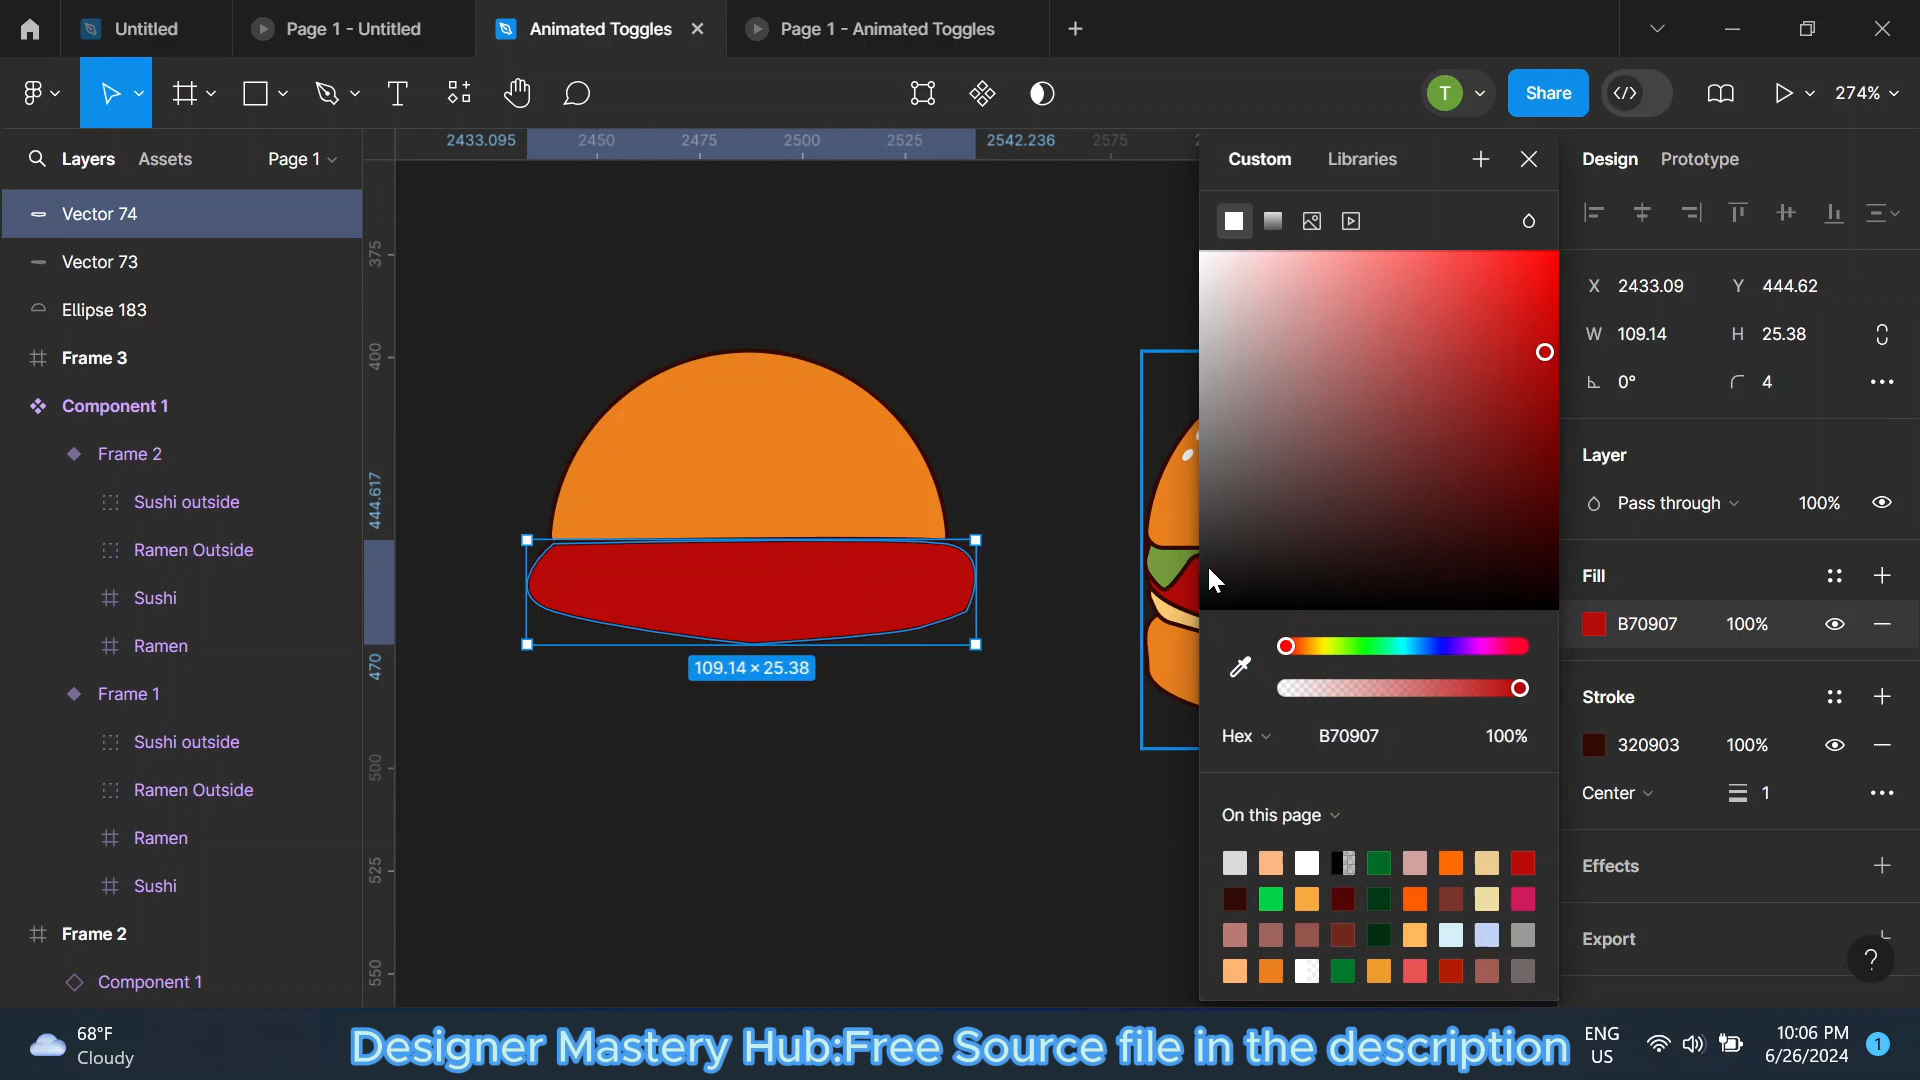 Untitled
Page 1 - Untitled
Animated Toggles
Page 1 - Animated Toggles
T
Share
274%
Layers
Assets
Page 1
Vector 74
Vector 73
Ellipse 183
Frame 3
Component 1
Frame 2
Sushi outside
Ramen Outside
Sushi
Ramen
Frame 1
Sushi outside
Ramen Outside
Ramen
Sushi
Frame 2
Component 1
2433.095
2450
2475
2500
2525
2542.236
2575
375
400
444.617
470
500
525
550
109.14 × 25.38
Custom
Libraries
Hex
B70907
100%
On this page
Design
Prototype
X 2433.09
Y 444.62
W 109.14
H 25.38
0°
4
Layer
Pass through
100%
Fill
B70907
100%
Stroke
320903
100%
Center
1
Effects
Export
?
68°F
Cloudy
Designer Mastery Hub:Free Source file in the description
ENG
US
10:06 PM
6/26/2024
1